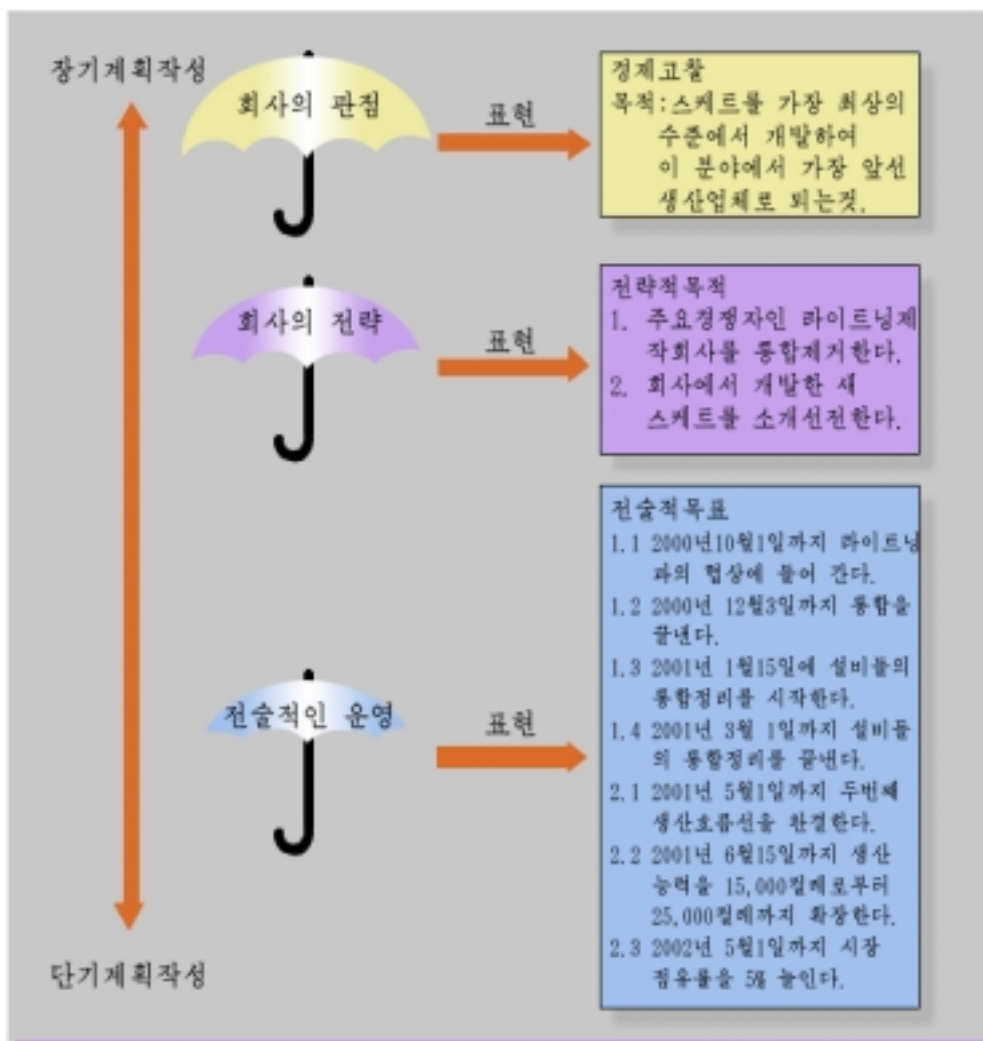 장기계획작성
회사의 관점
표현
경제고찰
목적:스케트를 가장 최상의
수준에서 개발하여
이 분야에서 가장 앞선
생산업체로 되는것.
회사의 전략
표현
전략적목적
1. 주요경쟁자인 라이트닝제
작회사를 통합제거한다.
2. 회사에서 개발한 새
스케트를 소개선전한다.
전술적인 운영
표현
전술적목표
1.1 2000년10월1일까지 라이트닝
과의 협상에 들어 간다.
1.2 2000년 12월3일까지 통합을
끝낸다.
1.3 2001년 1월15일에 설비들의
통합정리를 시작한다.
1.4 2001년 3월 1일까지 설비들
의 통합정리를 끝낸다.
2.1 2001년 5월1일까지 두번째
생산흐름선을 완결한다.
2.2 2001년 6월15일까지 생산
능력을 15,000컬레로부터
25,000컬레까지 확장한다.
2.3 2002년 5월1일까지 시장
점유률을 5% 늘인다.
단기계획작성